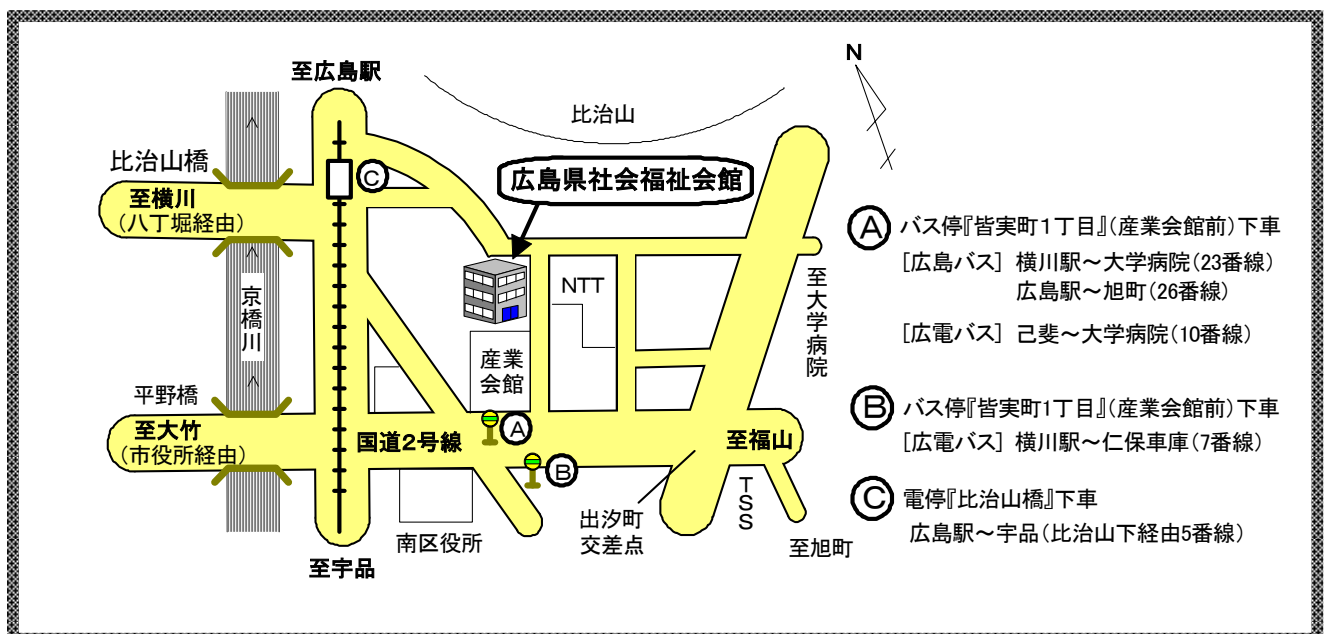 至広島駅
N
比治山
比治山橋
C
広島県社会福祉会館
至横川
(八丁堀経由)
京橋川
NTT
至大学病院
産業
会館
平野橋
A
至大竹
(市役所経由)
国道2号線
至福山
B
TSS
出汐町
交差点
南区役所
至旭町
至宇品
A バス停『皆実町1丁目』(産業会館前)下車
[広島バス] 横川駅～大学病院(23番線)
広島駅～旭町(26番線)
[広電バス] 己斐～大学病院(10番線)
B バス停『皆実町1丁目』(産業会館前)下車
[広電バス] 横川駅～仁保車庫(7番線)
C 電停『比治山橋』下車
広島駅～宇品(比治山下経由5番線)